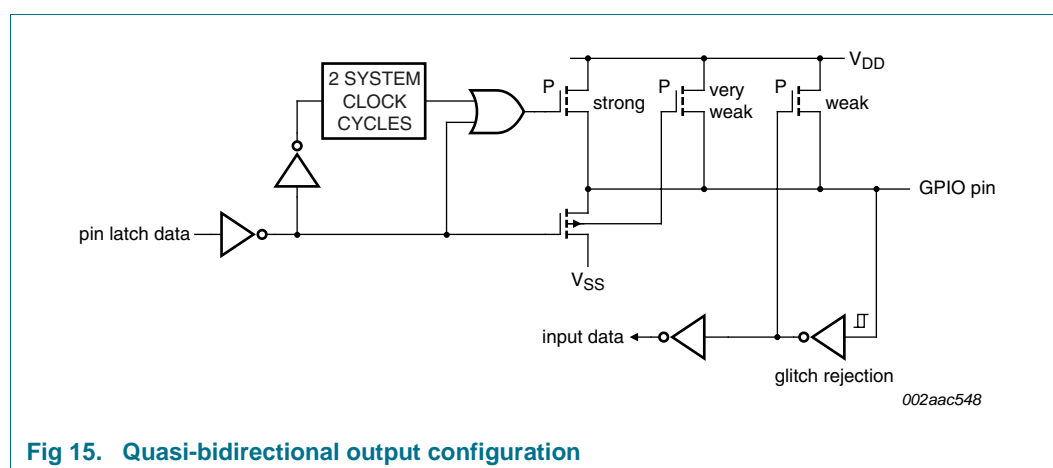 VDD
2 SYSTEM
CLOCK
CYCLES
P
strong
P
very
weak
P
weak
GPIO pin
pin latch data
VSS
input data
glitch rejection
002aac548
Fig 15. Quasi-bidirectional output configuration